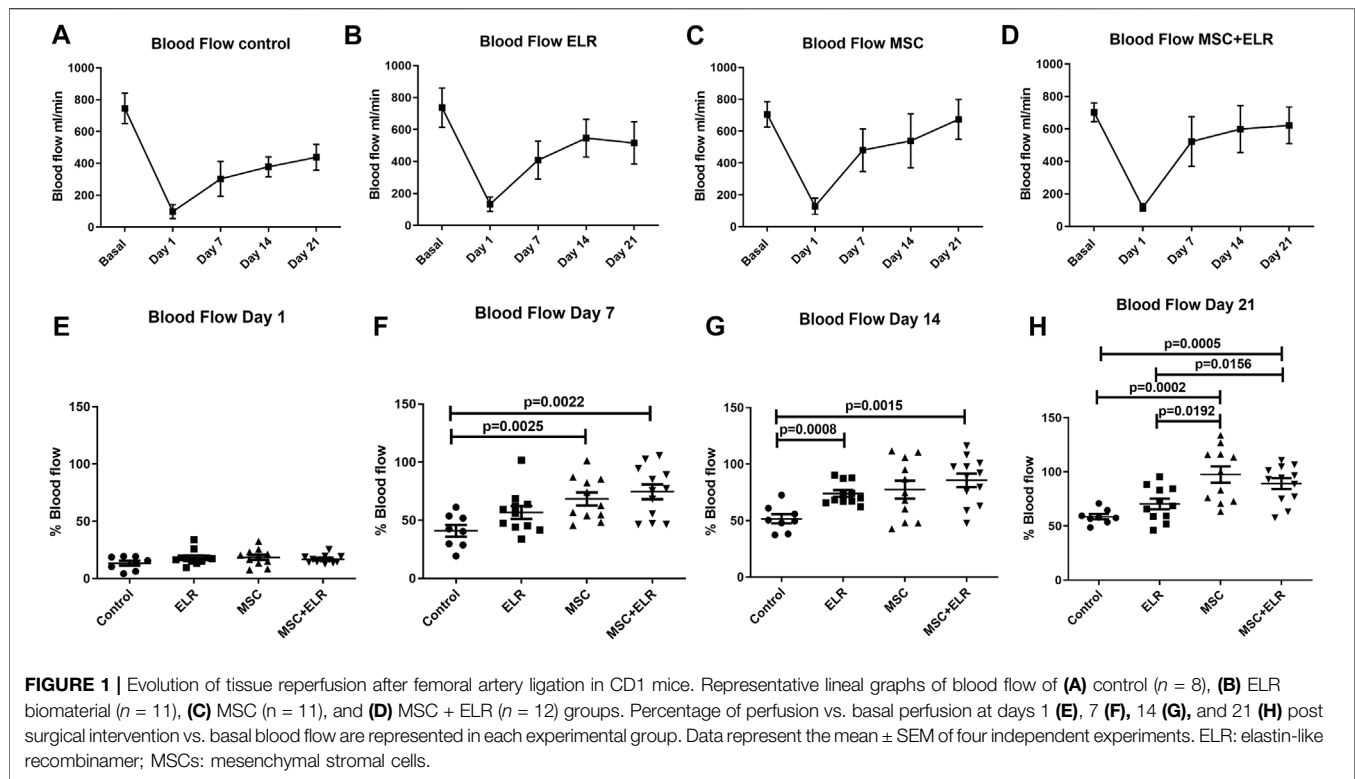 A
Blood Flow control
Blood flow ml/min
1000
800
600
400
200
0
Basal
Day 1
Day 7
Day 14
Day 21
B
Blood Flow ELR
Blood flow ml/min
1000
800
600
400
200
0
Basal
Day 1
Day 7
Day 14
Day 21
C
Blood Flow MSC
Blood flow ml/min
1000
800
600
400
200
0
Basal
Day 1
Day 7
Day 14
Day 21
D
Blood Flow MSC+ELR
Blood flow ml/min
1000
800
600
400
200
0
Basal
Day 1
Day 7
Day 14
Day 21
E
Blood Flow Day 1
% Blood flow
150
100
50
0
Control
ELR
MSC
MSC+ELR
F
Blood Flow Day 7
p=0.0022
p=0.0025
% Blood flow
150
100
50
0
Control
ELR
MSC
MSC+ELR
G
Blood Flow Day 14
p=0.0015
p=0.0008
% Blood flow
150
100
50
0
Control
ELR
MSC
MSC+ELR
H
Blood Flow Day 21
p=0.0005
p=0.0156
p=0.0002
p=0.0192
% Blood flow
150
100
50
0
Control
ELR
MSC
MSC+ELR
FIGURE 1 | Evolution of tissue reperfusion after femoral artery ligation in CD1 mice. Representative lineal graphs of blood flow of (A) control (n = 8), (B) ELR
biomaterial (n = 11), (C) MSC (n = 11), and (D) MSC + ELR (n = 12) groups. Percentage of perfusion vs. basal perfusion at days 1 (E), 7 (F), 14 (G), and 21 (H) post
surgical intervention vs. basal blood flow are represented in each experimental group. Data represent the mean ± SEM of four independent experiments. ELR: elastin-like
recombinamer; MSCs: mesenchymal stromal cells.